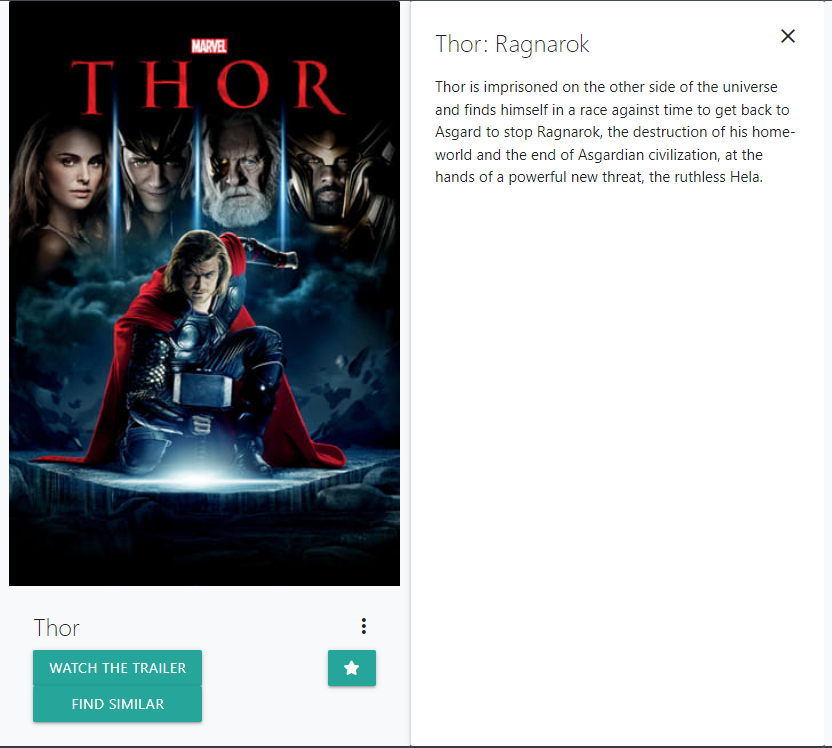 MARVEL
THOR
Thor
WATCH THE TRAILER
FIND SIMILAR
Thor: Ragnarok
Thor is imprisoned on the other side of the universe
and finds himself in a race against time to get back to
Asgard to stop Ragnarok, the destruction of his home-
world and the end of Asgardian civilization, at the
hands of a powerful new threat, the ruthless Hela.